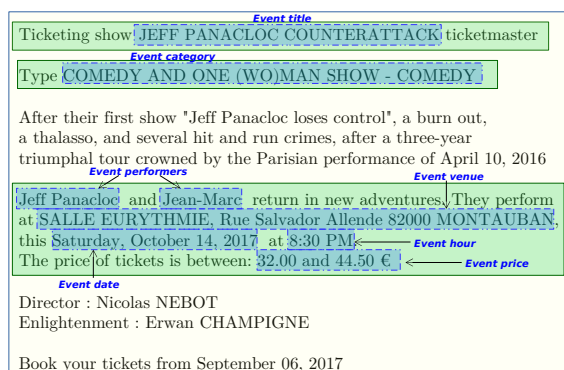 Event title
Ticketing show JEFF PANACLOC COUNTERATTACK ticketmaster
Event category
Type COMEDY AND ONE (WO)MAN SHOW - COMEDY
After their first show "Jeff Panacloc loses control", a burn out,
a thalasso, and several hit and run crimes, after a three-year
triumphal tour crowned by the Parisian performance of April 10, 2016
Event performers
Event venue
Jeff Panacloc and Jean-Marc return in new adventures. They perform
at SALLE EURYTHMIE, Rue Salvador Allende 82000 MONTAUBAN,
this Saturday, October 14, 2017 at 8:30 PM
Event hour
The price of tickets is between: 32.00 and 44.50 €
Event price
Event date
Director : Nicolas NEBOT
Enlightenment : Erwan CHAMPIGNE
Book your tickets from September 06, 2017